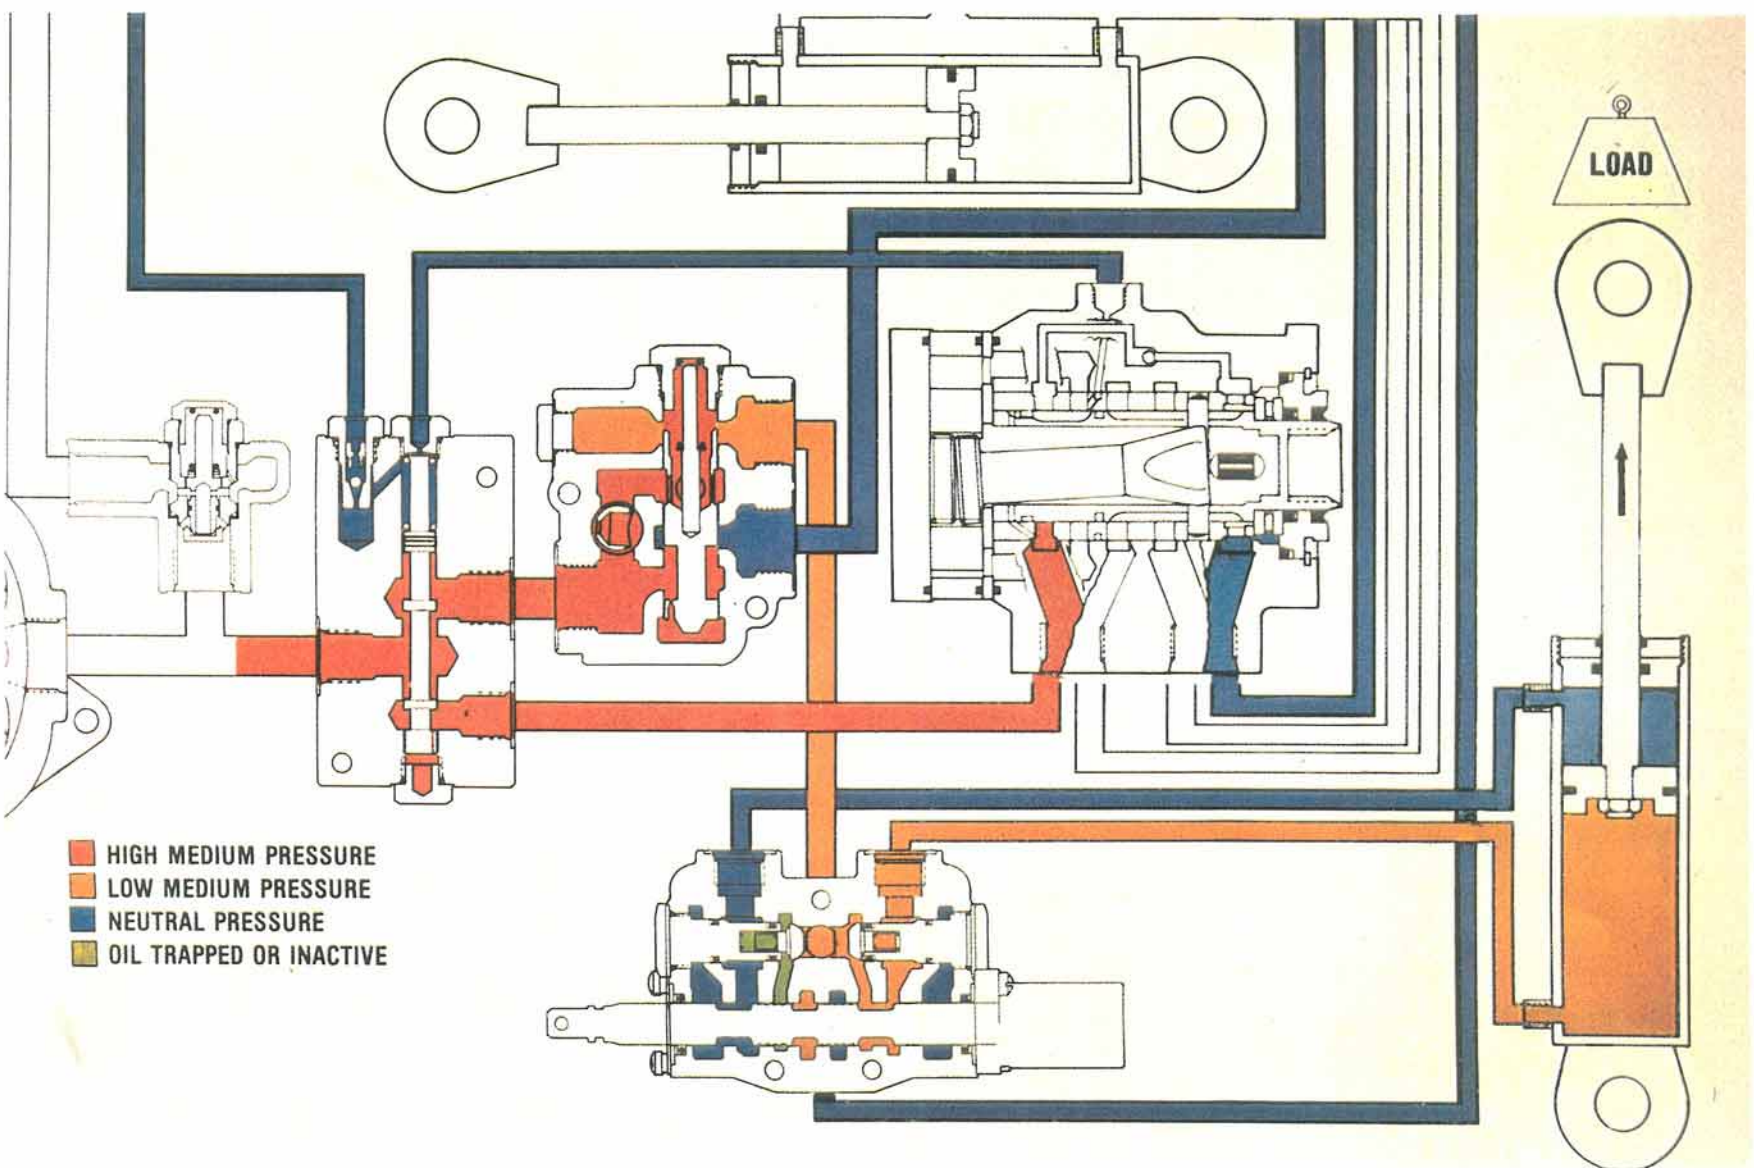 LOAD
HIGH MEDIUM PRESSURE
LOW MEDIUM PRESSURE
NEUTRAL PRESSURE
OIL TRAPPED OR INACTIVE